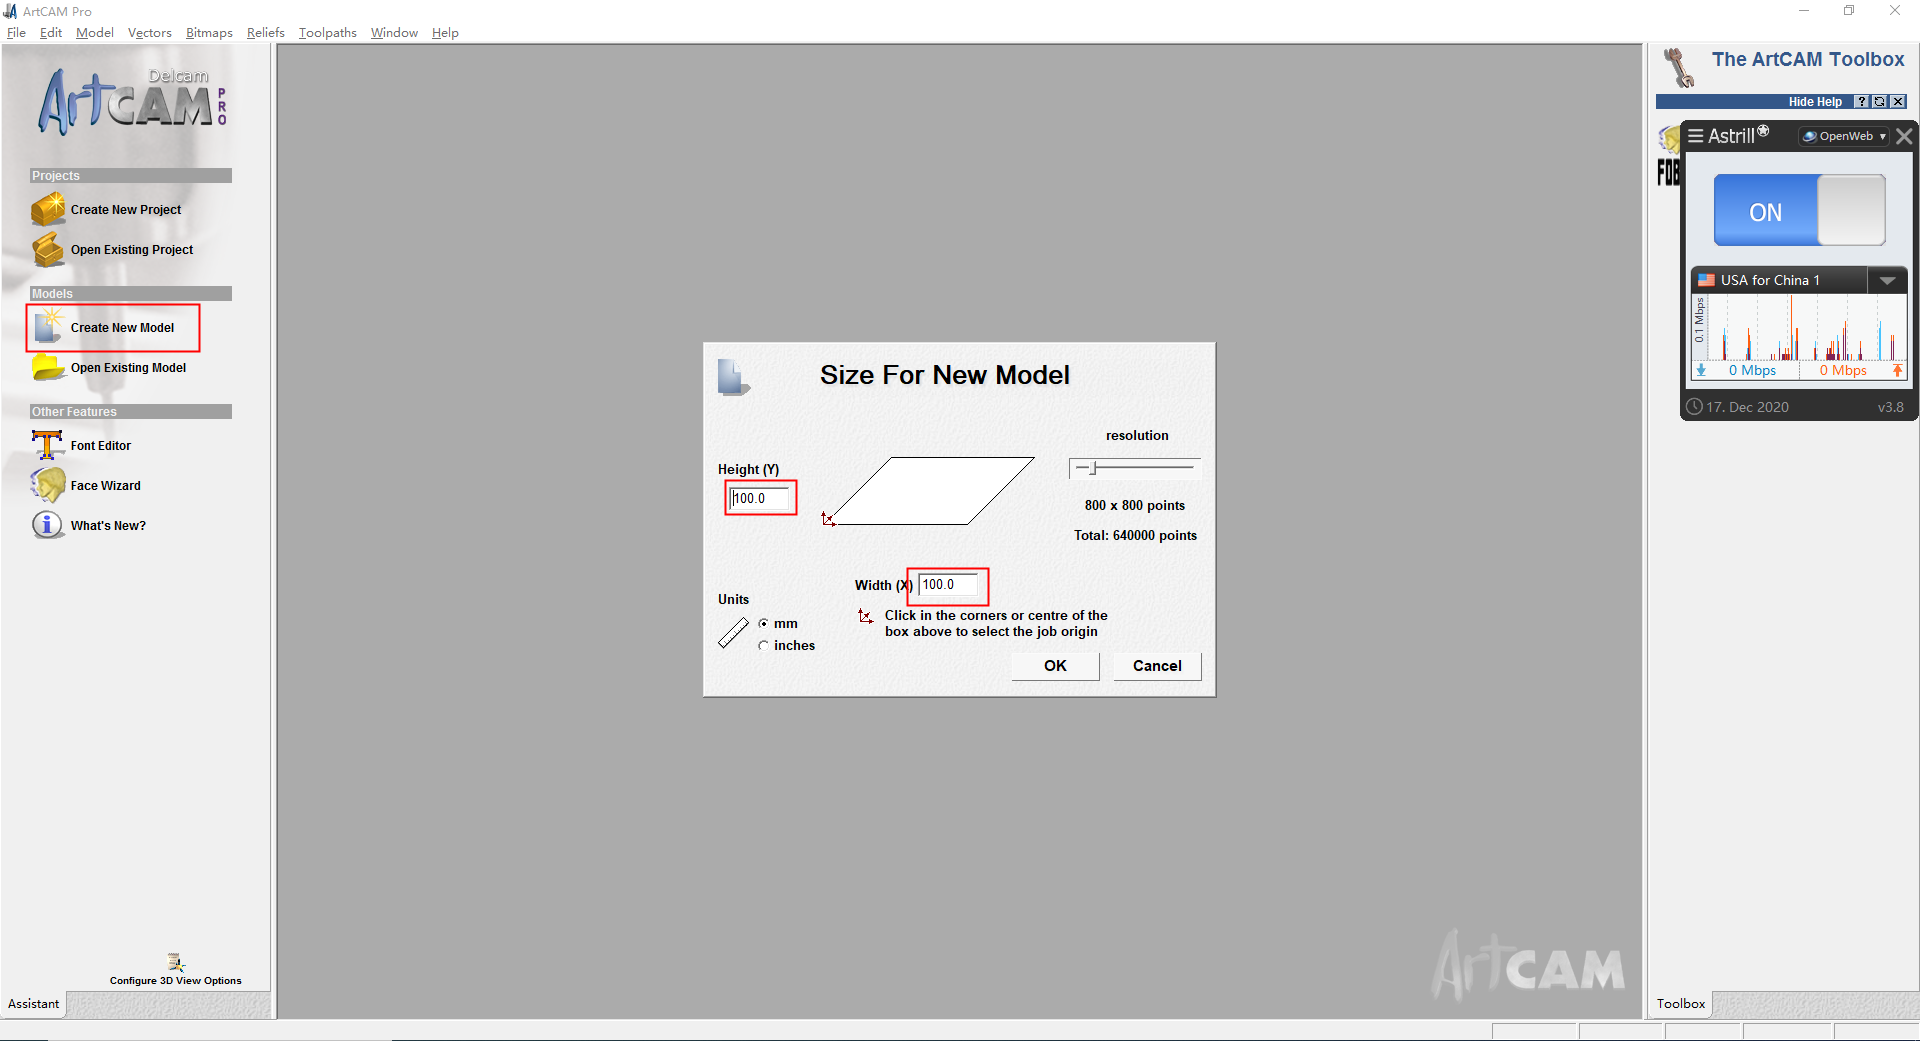 ArtCAM Pro
File Edit Model Vectors Bitmaps Reliefs Toolpaths Window Help
Delcam
ArtCAM
PRO
Projects
Create New Project
Open Existing Project
Models
Create New Model
Open Existing Model
Other Features
Font Editor
Face Wizard
What's New?
Configure 3D View Options
Assistant
Size For New Model
resolution
Height (Y)
100.0
800 x 800 points
Total: 640000 points
Width (X) 100.0
Units
mm
inches
Click in the corners or centre of the
box above to select the job origin
OK Cancel
ArtCAM
The ArtCAM Toolbox
Hide Help ?
Astrill OpenWeb
ON
USA for China 1
0.1 Mbps
0 Mbps 0 Mbps
17. Dec 2020 v3.8
Toolbox